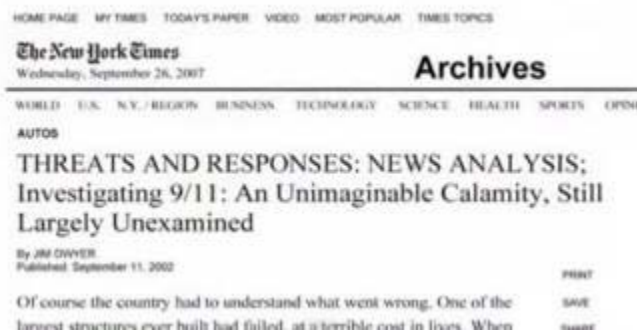 HOME PAGE MY TIMES TODAY'S PAPER VIDEO MOST POPULAR TIMES TOPICS
The New York Times
Wednesday, September 26, 2007
Archives
WORLD U.S. N.Y. / REGION BUSINESS TECHNOLOGY SCIENCE HEALTH SPORTS OPINI
AUTOS
THREATS AND RESPONSES: NEWS ANALYSIS;
Investigating 9/11: An Unimaginable Calamity, Still
Largely Unexamined
By JIM DWYER
Published: September 11, 2002
PRINT
Of course the country had to understand what went wrong. One of the
SAVE
largest structures ever built had failed, at a terrible cost in lives. When
SHARE